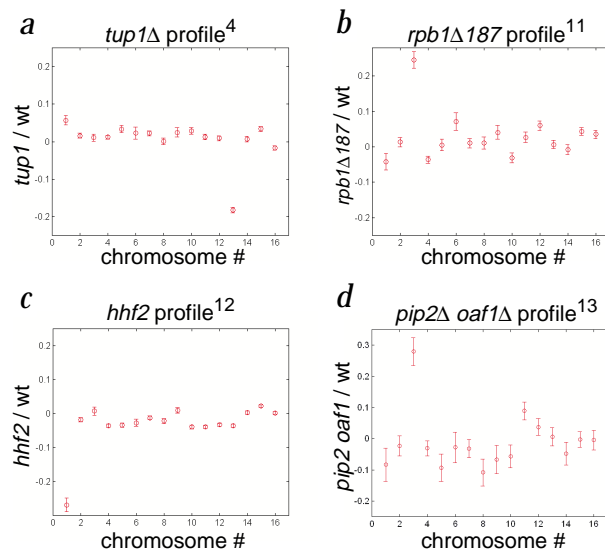 a tup1Δ profile4
0.2
0.1
0
-0.1
-0.2
tup1 / wt
0 2 4 6 8 10 12 14 16
chromosome #
b rpb1Δ187 profile11
0.2
0.1
0
-0.1
-0.2
rpb1Δ187 / wt
0 2 4 6 8 10 12 14 16
chromosome #
c hhf2 profile12
0.2
0.1
0
-0.1
-0.2
hhf2 / wt
0 2 4 6 8 10 12 14 16
chromosome #
d pip2Δ oaf1Δ profile13
0.3
0.2
0.1
0
-0.1
-0.2
pip2 oaf1 / wt
0 2 4 6 8 10 12 14 16
chromosome #